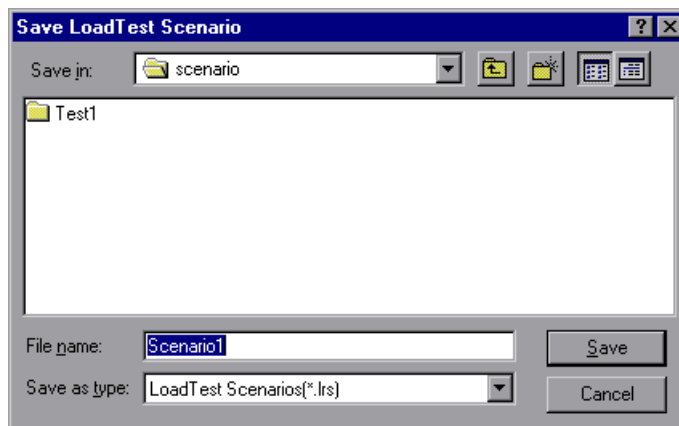 Save LoadTest Scenario
Save in:
scenario
Test1
File name:
Scenario1
Save
Save as type:
LoadTest Scenarios(*.lrs)
Cancel